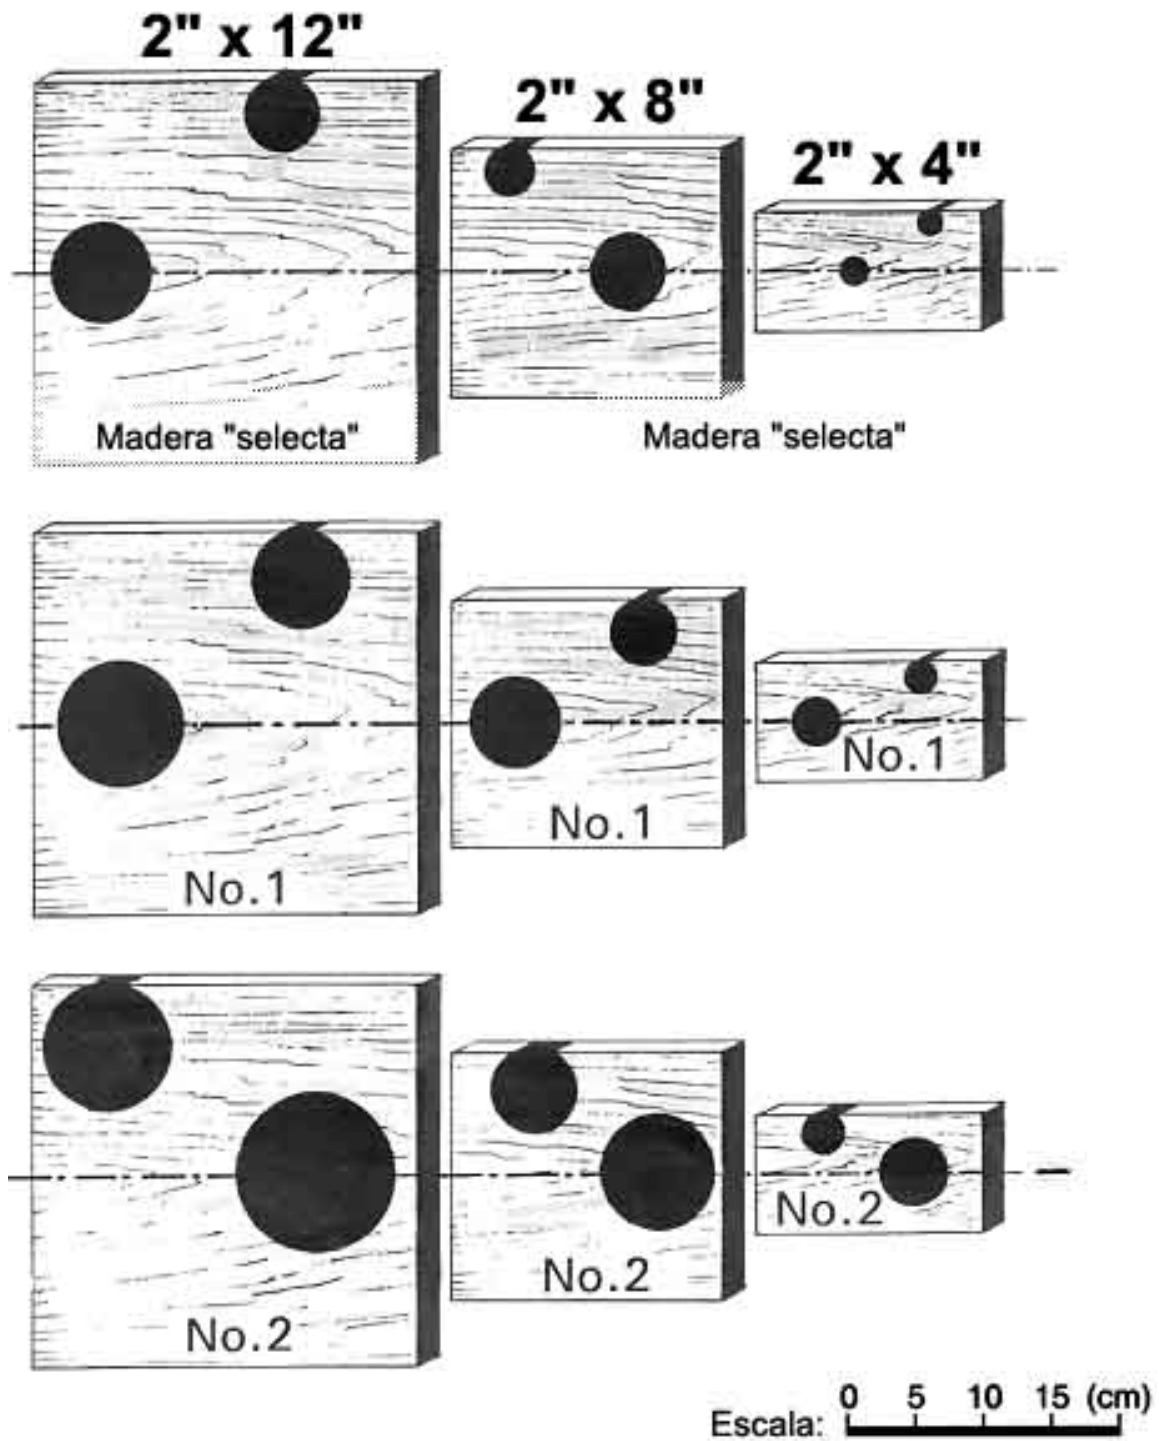 2" x 12"
2" x 8"
2" x 4"
Madera "selecta"
Madera "selecta"
No.1
No.1
No.1
No.2
No.2
No.2
Escala: 0 5 10 15 (cm)